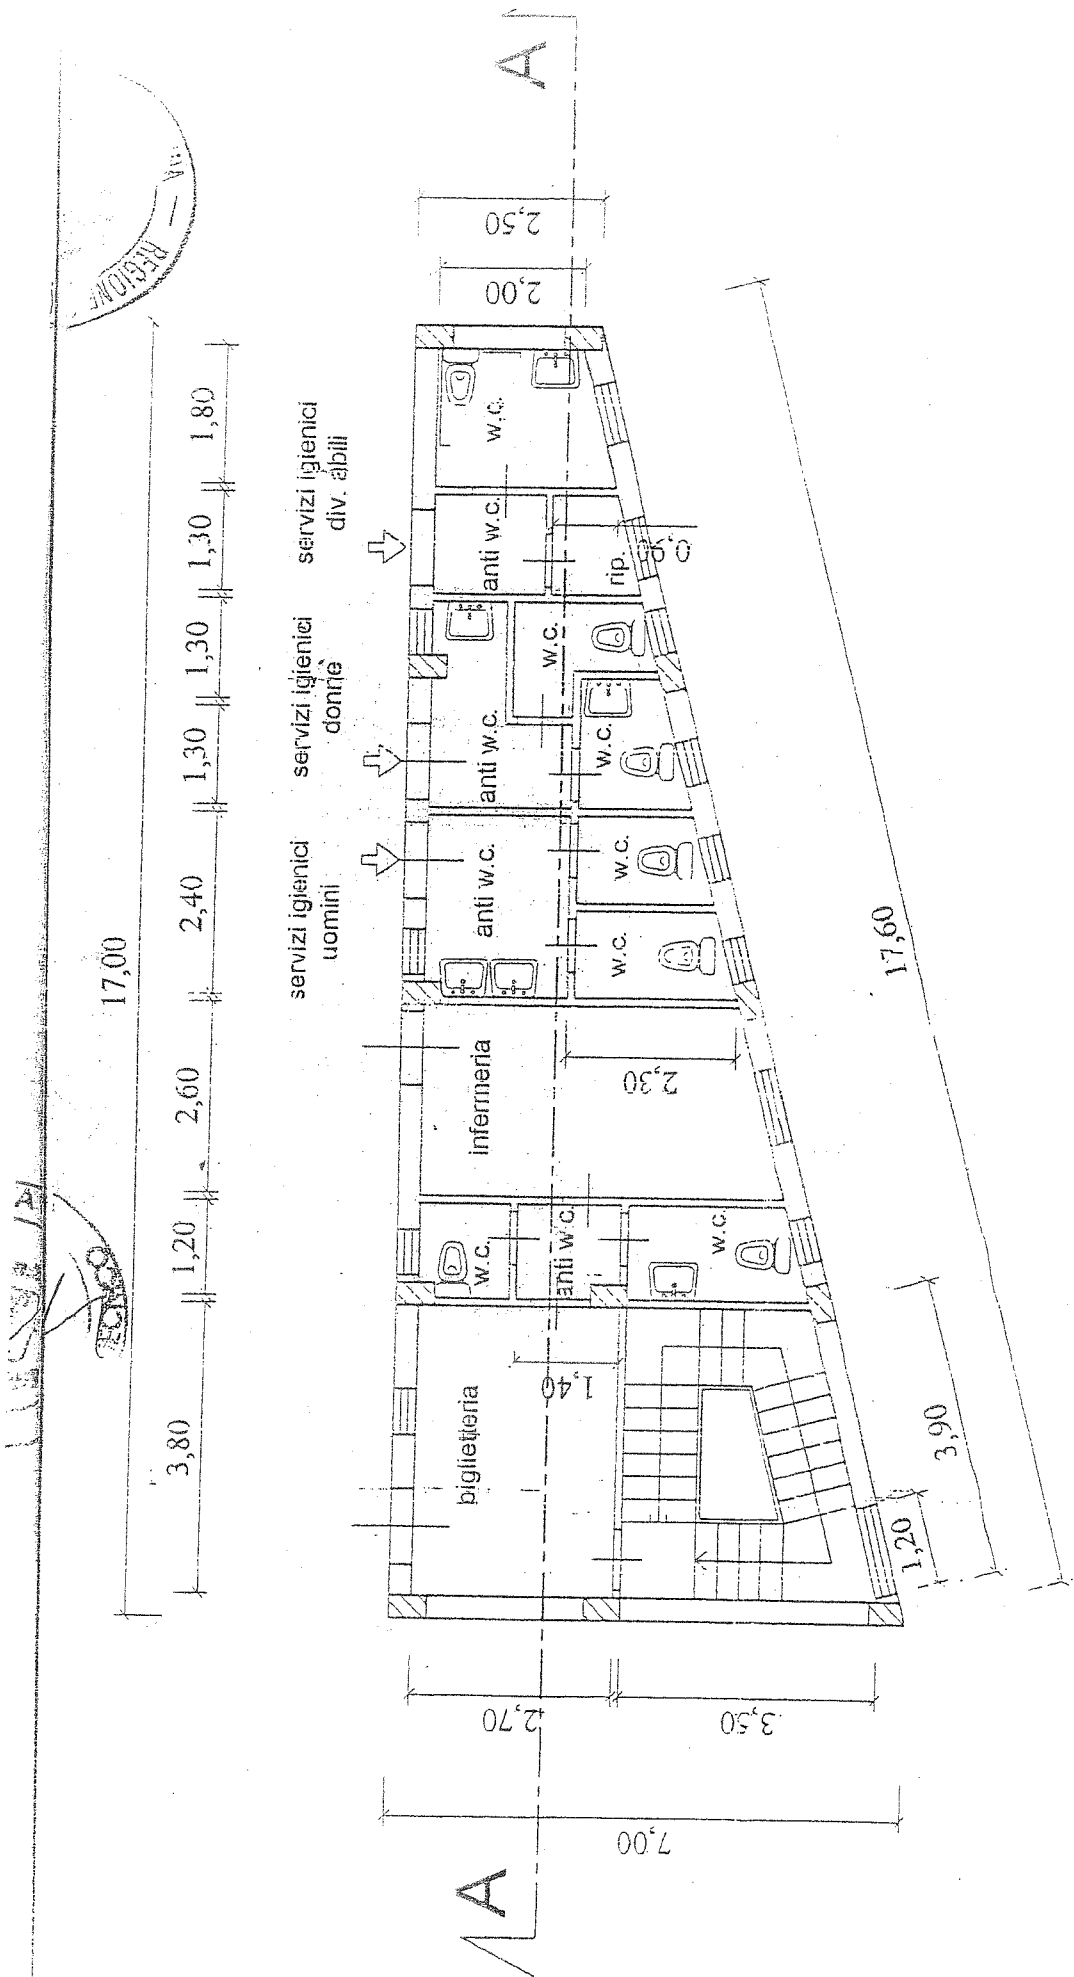 REGIONE
17,00
3,80
1,20
2,60
2,40
1,30
1,30
1,30
1,80
servizi igienici
uomini
servizi igienici
donne
servizi igienici
div. abili
A
A
2,50
2,00
biglietteria
w.c.
anti w.c.
w.c.
infermeria
anti w.c.
w.c.
w.c.
anti w.c.
w.c.
w.c.
anti w.c.
rip.
w.c.
1,40
2,30
2,70
3,50
7,00
1,20
3,90
17,60